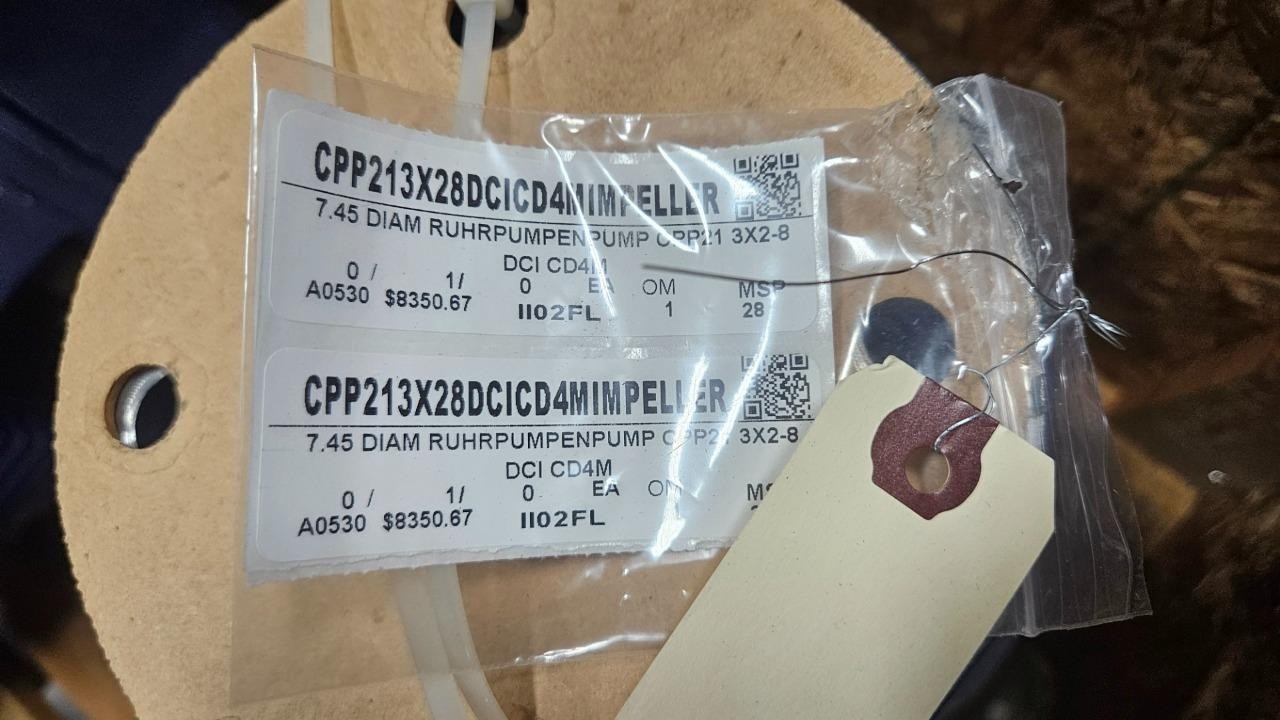 CPP213X28DCICD4MIMPELLER
7.45 DIAM RUHRPUMPENPUMP CPP21 3X2-8
DCI CD4M
0 / 1/ 0 EA OM MSP
A0530 $8350.67 II02FL 1 28
CPP213X28DCICD4MIMPELLER
7.45 DIAM RUHRPUMPENPUMP CPP21 3X2-8
DCI CD4M
0 / 1/ 0 EA
A0530 $8350.67 II02FL 1